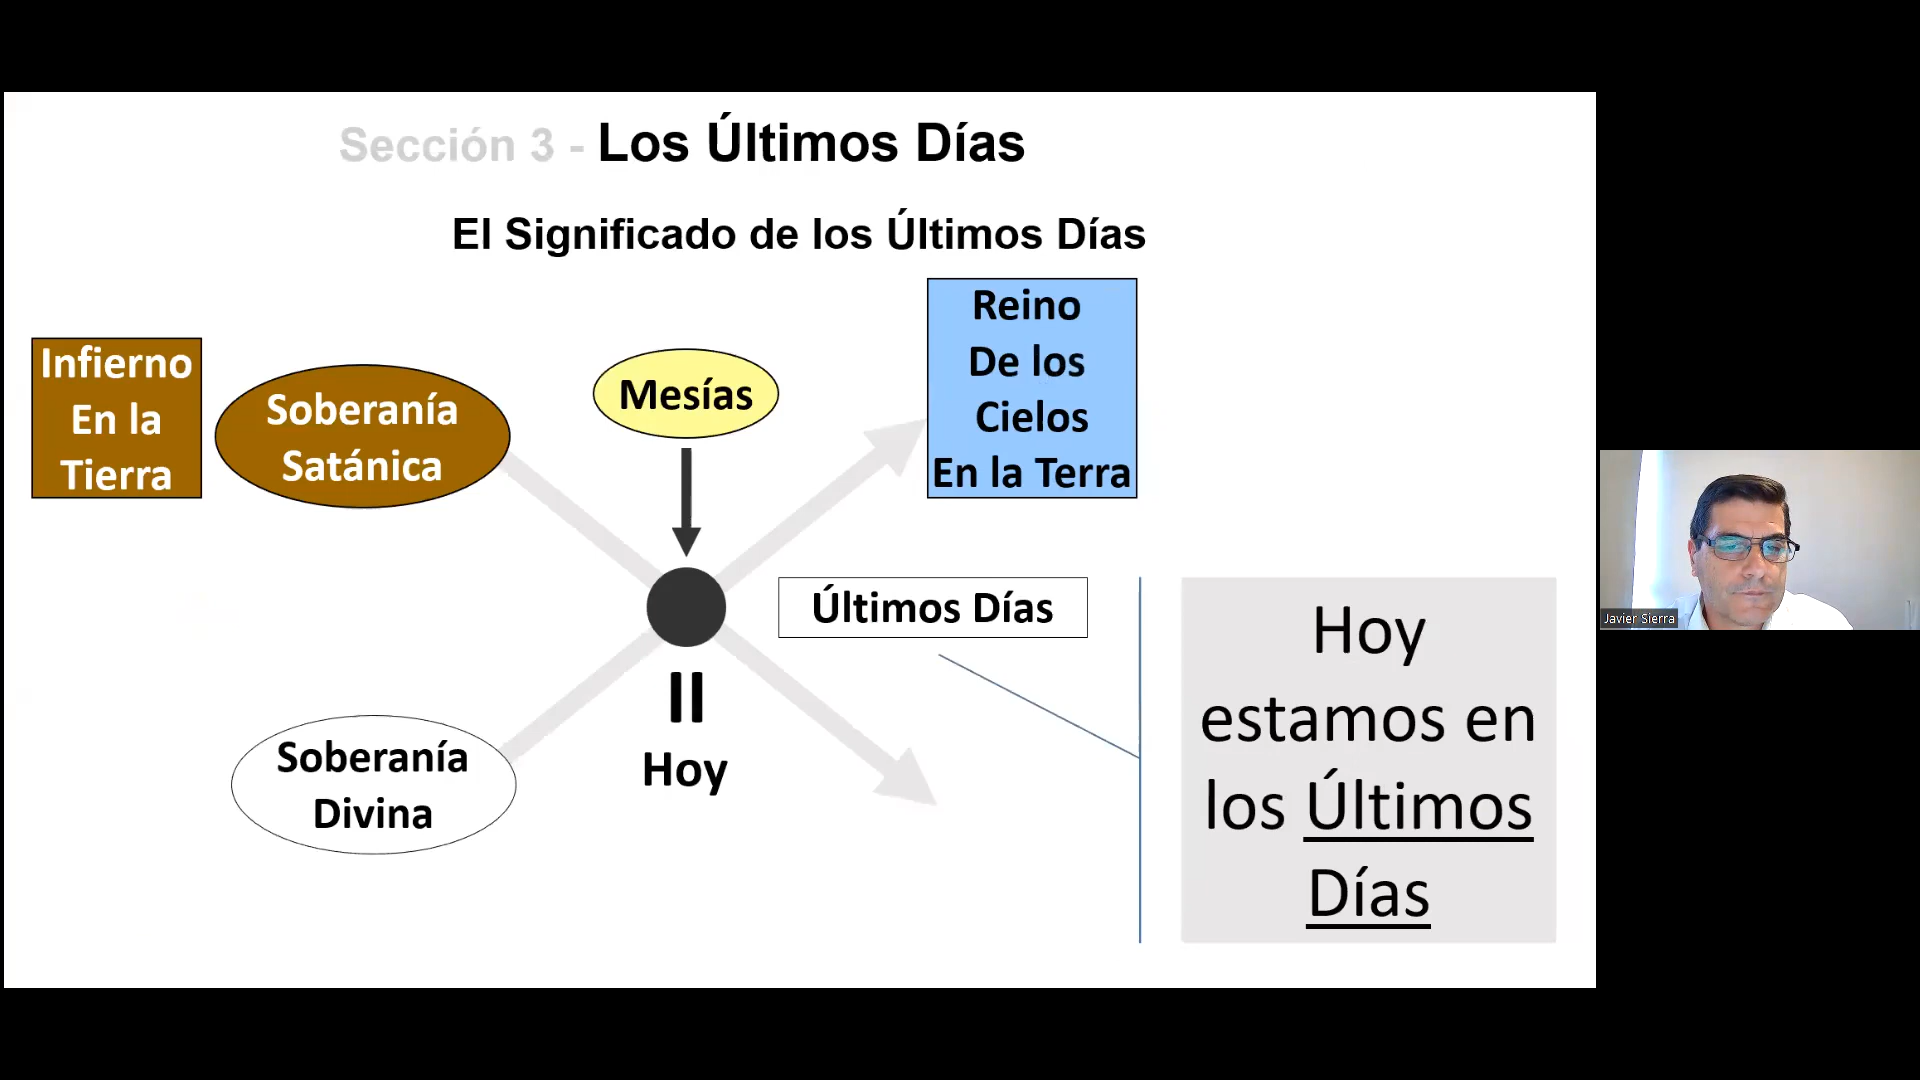 Sección 3 - Los Últimos Días
El Significado de los Últimos Días
Infierno
En la
Tierra
Soberanía
Satánica
Mesías
Reino
De los
Cielos
En la Terra
Últimos Días
II
Hoy
Soberanía
Divina
Hoy
estamos en
los Últimos
Días
Javier Sierra